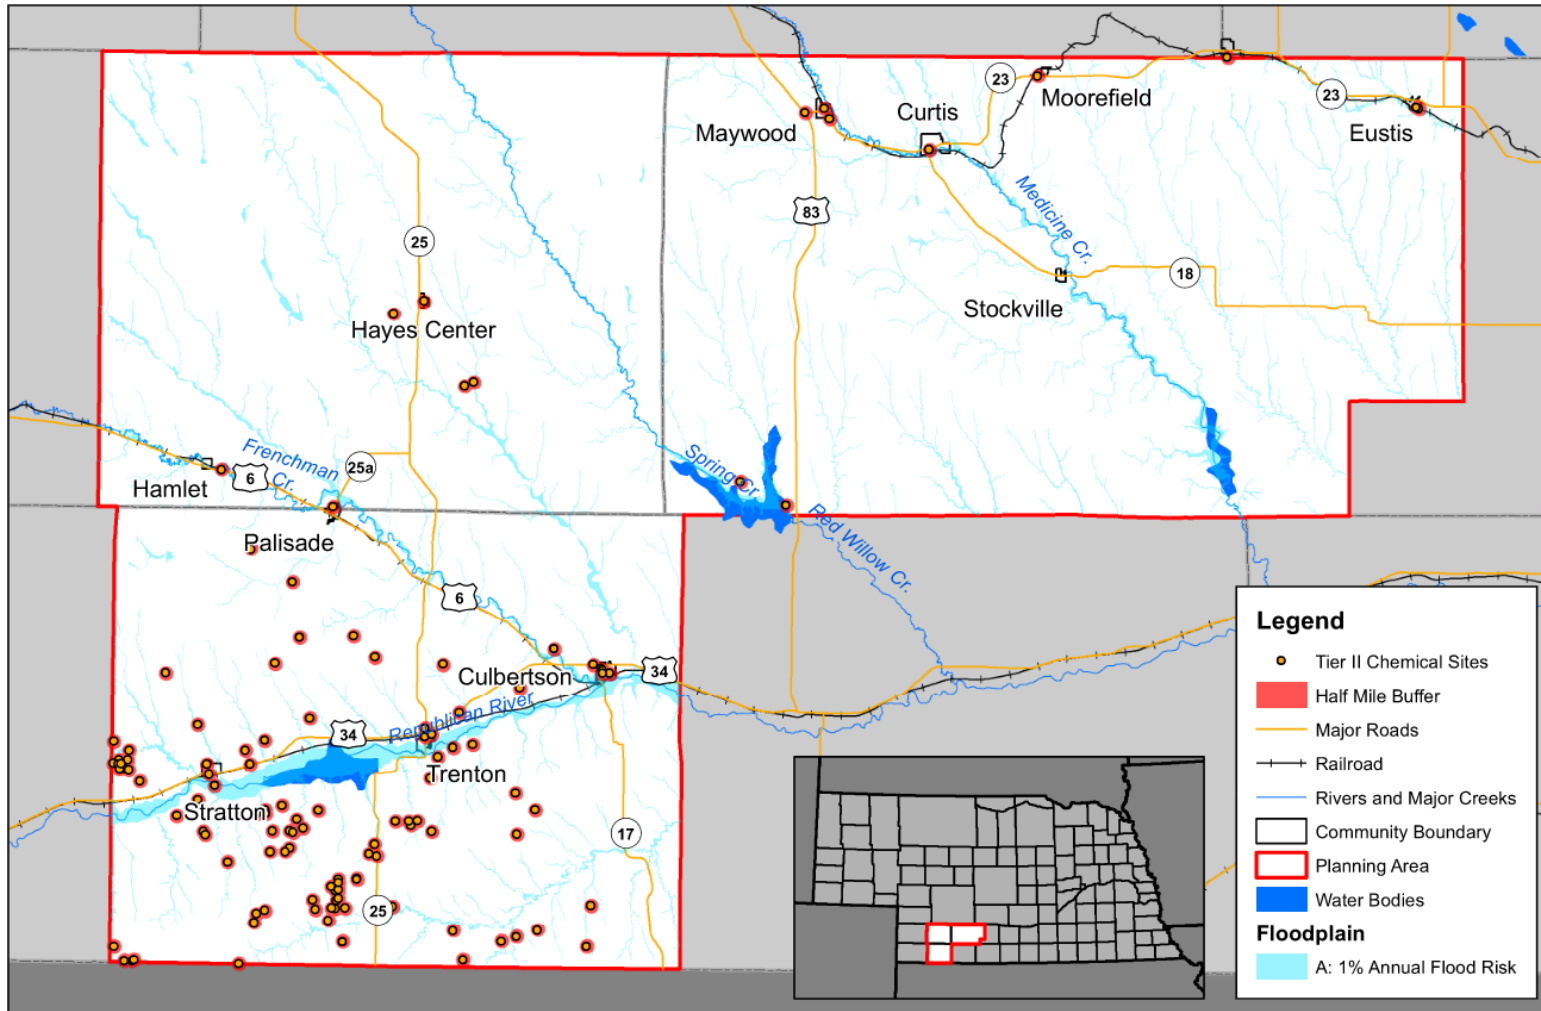 23
Moorefield
23
Curtis
Maywood
Eustis
Medicine Cr.
83
25
18
Stockville
Hayes Center
Frenchman
Cr.
25a
6
Hamlet
Spring Cr.
Red Willow Cr.
Palisade
6
Culbertson
34
Republican River
34
Trenton
Stratton
17
25
Legend
Tier II Chemical Sites
Half Mile Buffer
Major Roads
Railroad
Rivers and Major Creeks
Community Boundary
Planning Area
Water Bodies
Floodplain
A: 1% Annual Flood Risk